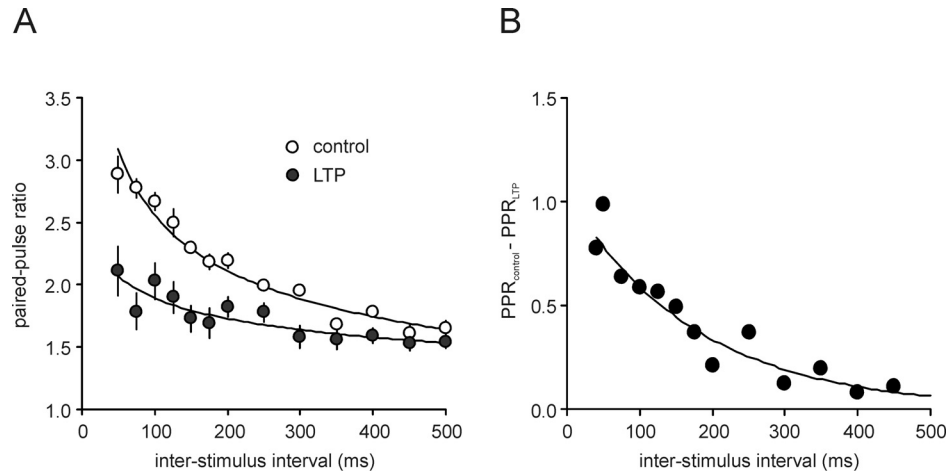 A
B
paired-pulse ratio
3.5
3.0
2.5
2.0
1.5
1.0
control
LTP
0 100 200 300 400 500
inter-stimulus interval (ms)
PPRcontrol - PPRLTP
1.5
1.0
0.5
0.0
0 100 200 300 400 500
inter-stimulus interval (ms)